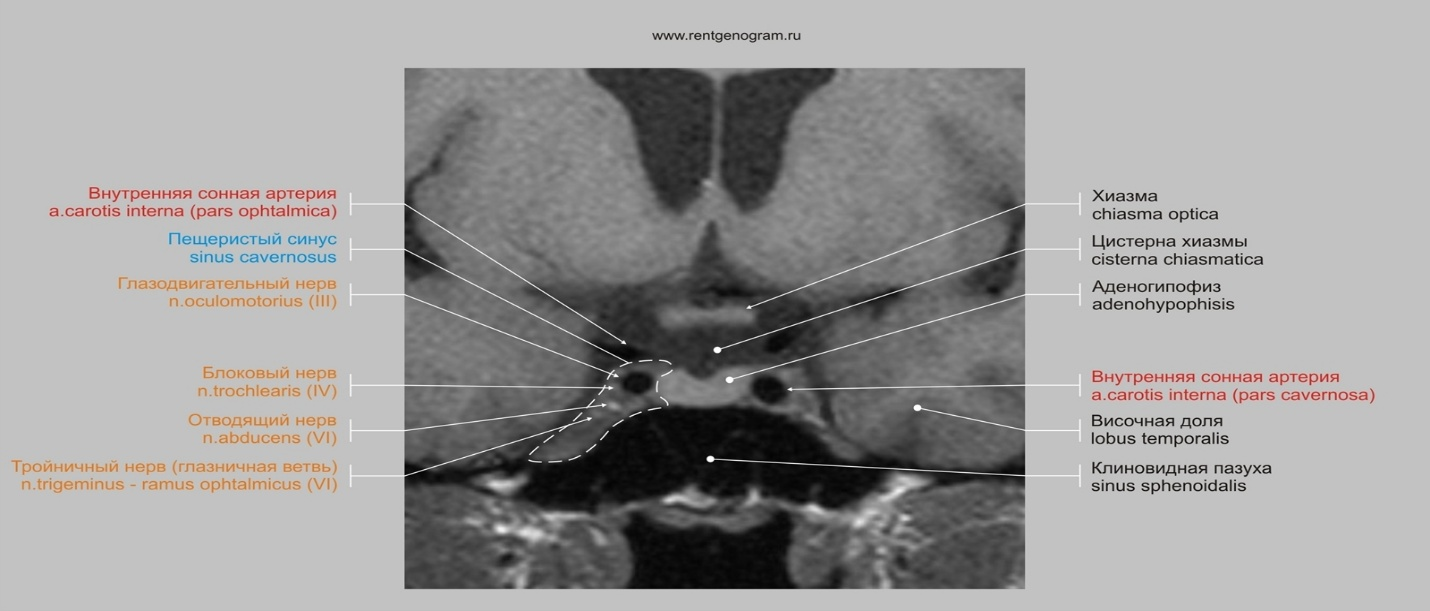 www.rentgenogram.ru
Внутренняя сонная артерия
a.carotis interna (pars ophtalmica)
Пещеристый синус
sinus cavernosus
Глазодвигательный нерв
n.oculomotorius (III)
Блоковый нерв
n.trochlearis (IV)
Отводящий нерв
n.abducens (VI)
Тройничный нерв (глазничная ветвь)
n.trigeminus - ramus ophtalmicus (VI)
Хиазма
chiasma optica
Цистерна хиазмы
cisterna chiasmatica
Аденогипофиз
adenohypophisis
Внутренняя сонная артерия
a.carotis interna (pars cavernosa)
Височная доля
lobus temporalis
Клиновидная пазуха
sinus sphenoidalis